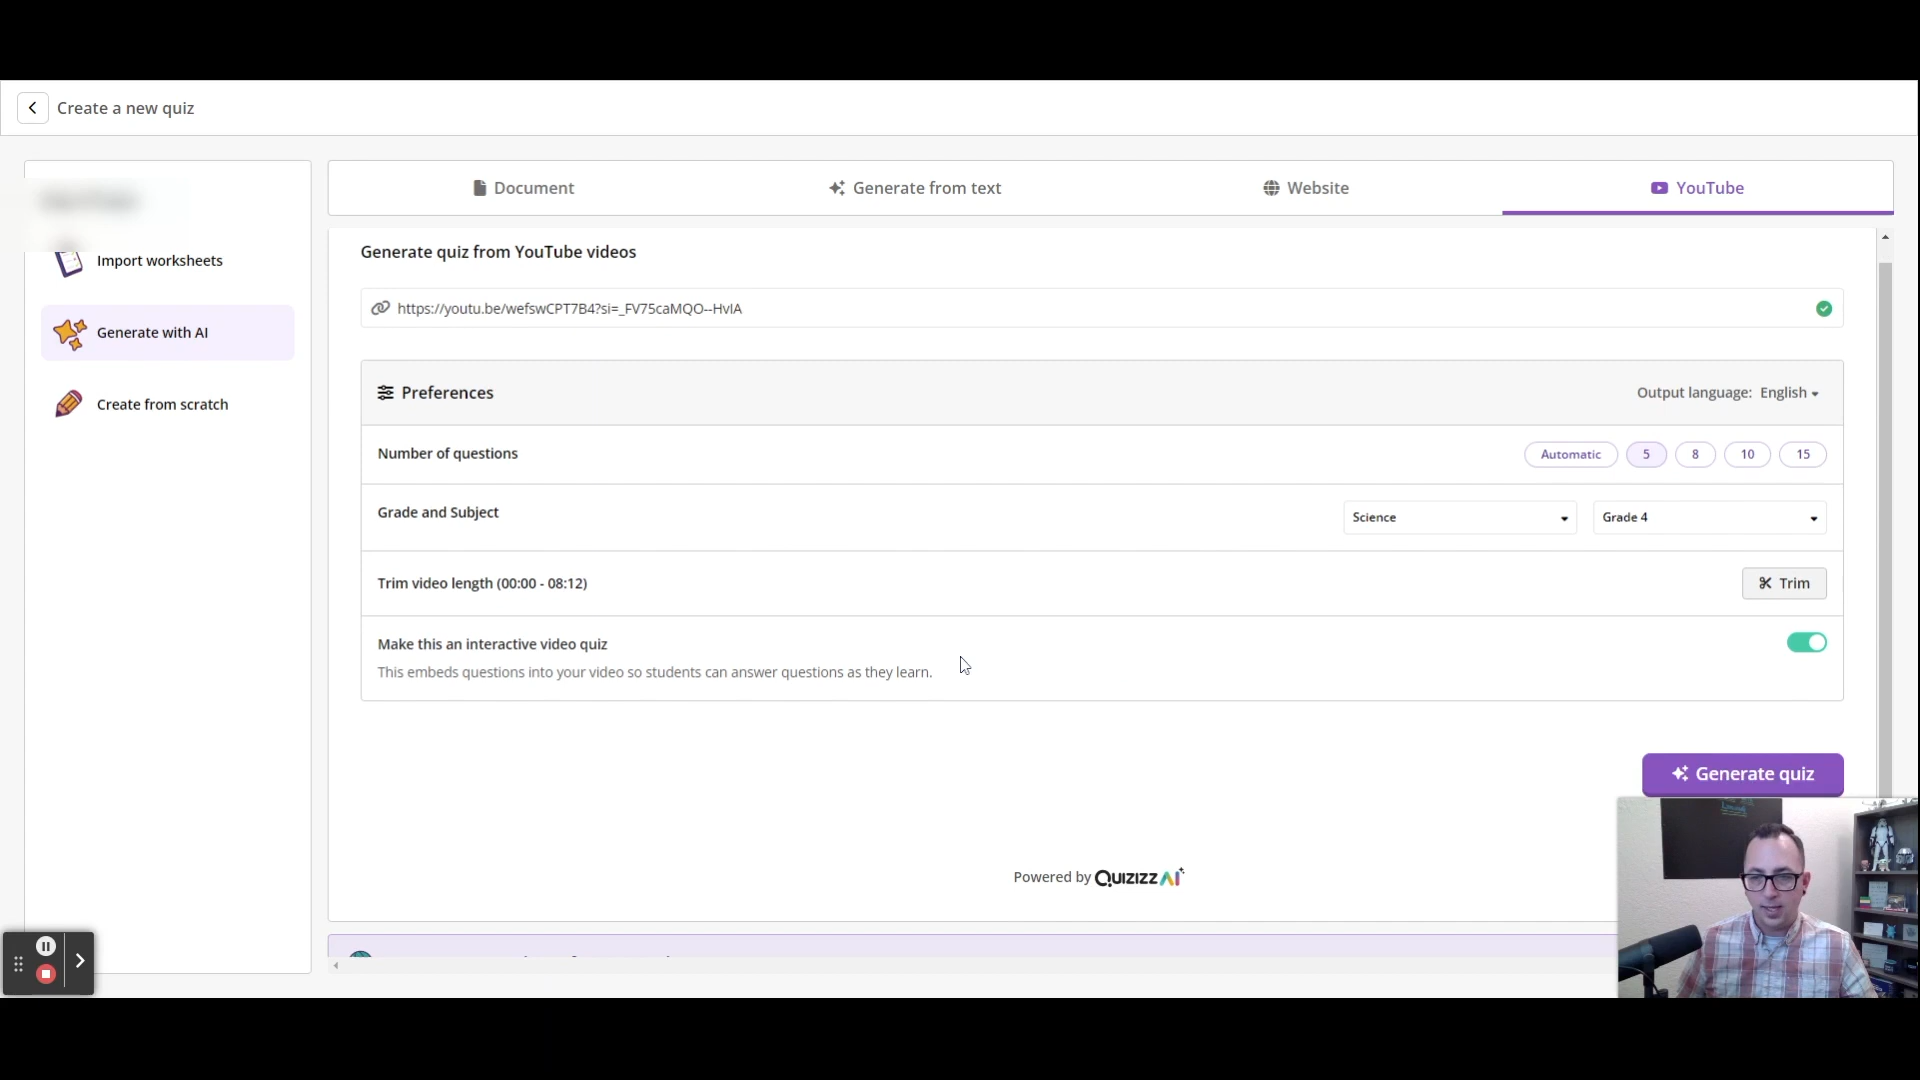 Create a new quiz
Document
Generate from text
Website
YouTube
Import worksheets
Generate with AI
Create from scratch
Generate quiz from YouTube videos
https://youtu.be/wefswCPT7B4?si=_FV75caMQO--HvIA
Preferences
Output language: English
Number of questions
Automatic 5 8 10 15
Grade and Subject
Science
Grade 4
Trim video length (00:00 - 08:12)
Trim
Make this an interactive video quiz
This embeds questions into your video so students can answer questions as they learn.
Generate quiz
Powered by Quizizz AI